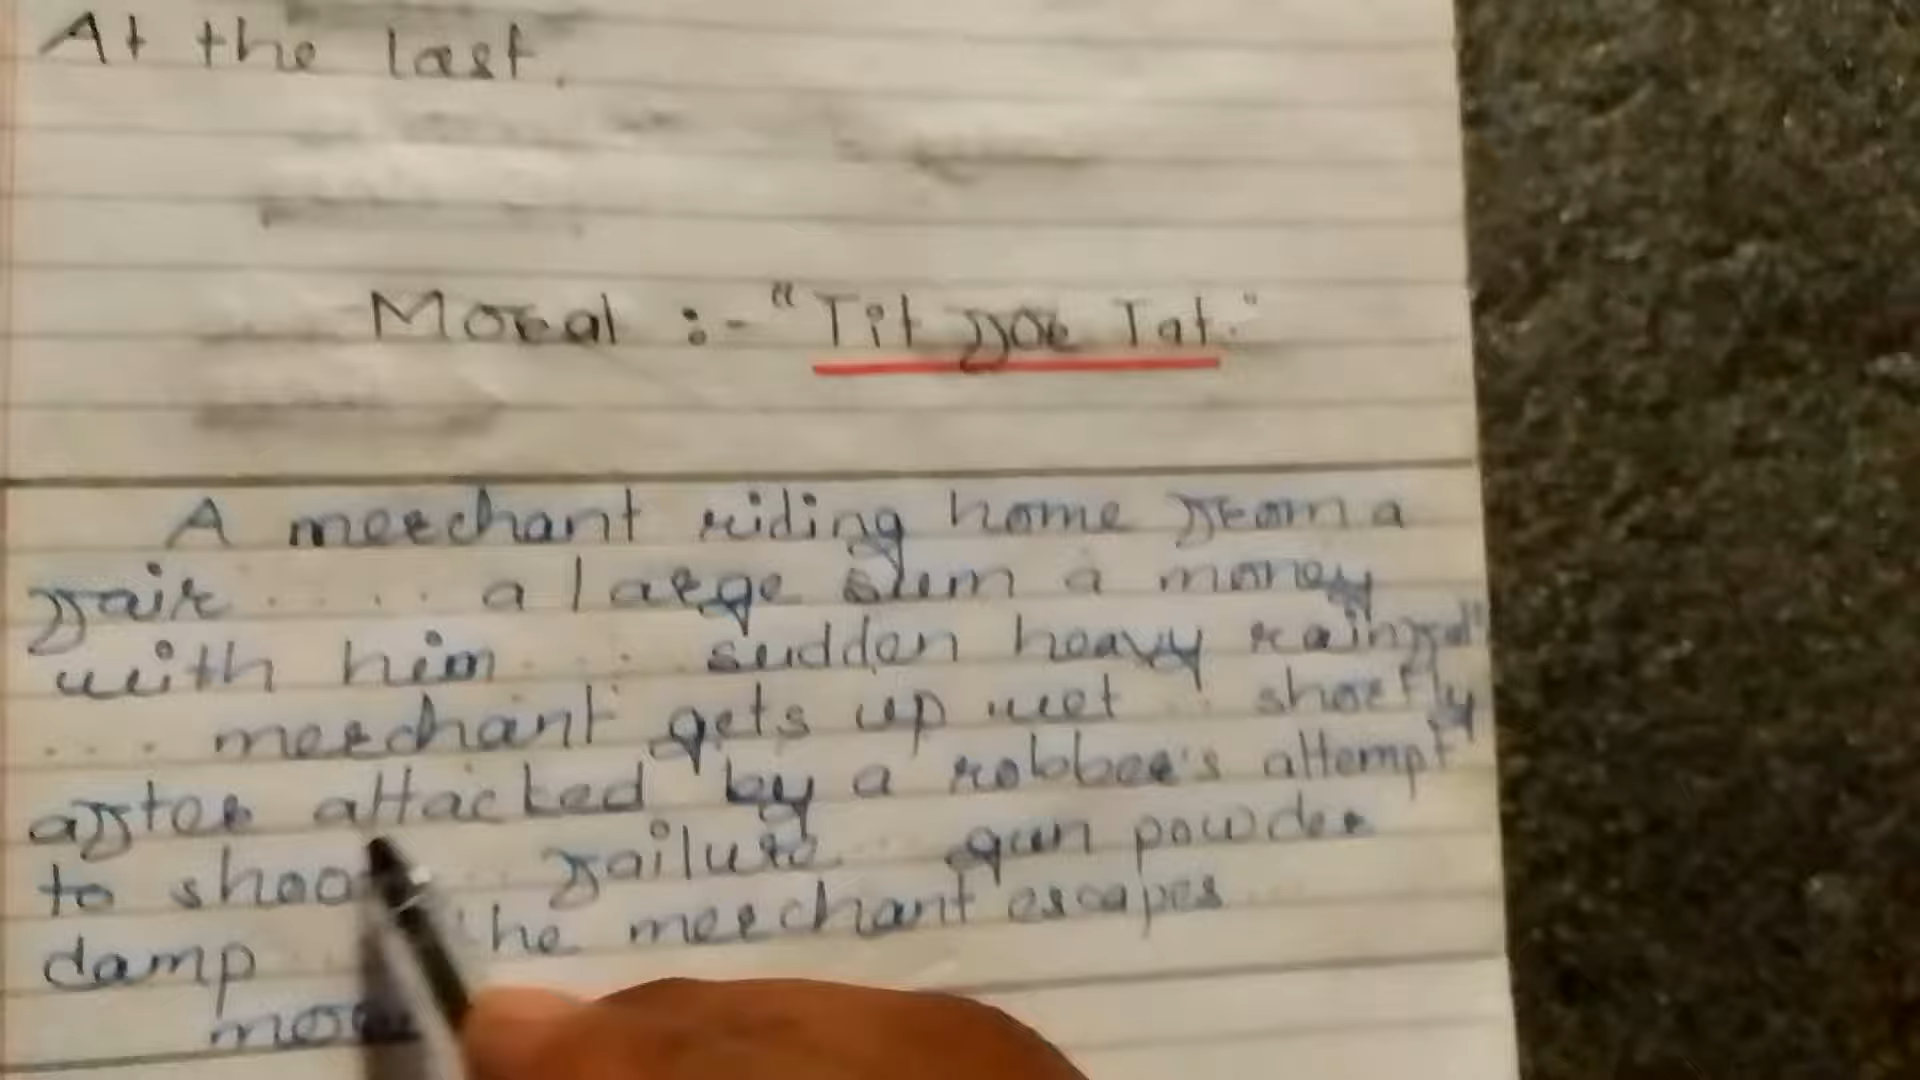 At the last.
Moral :- "Tit for Tat."
A merchant riding home from a
fair .... a large sum a money
with him ... sudden heavy rainfall
... merchant gets up wet .. shortly
after attacked by a robber's attempt
to shoot .. failure .. gun powder
damp the merchant escapes